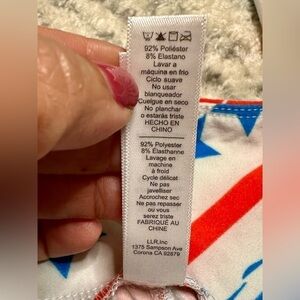 92% Poliéster
8% Elastano
Lavar a
máquina en frio
Ciclo suave
No usar
blanqueador
Cuelgue en seco
No planchar
o estarás triste
HECHO EN
CHINO
92% Polyester
8% Élasthanne
Lavage en
machine
à froid
Cycle délicat
Ne pas
javelliser
Accrochez sec
Ne pas repasser
ou vous
serez triste
FABRIQUÉ AU
CHINE
LLR,Inc
1375 Sampson Ave
Corona CA 92879